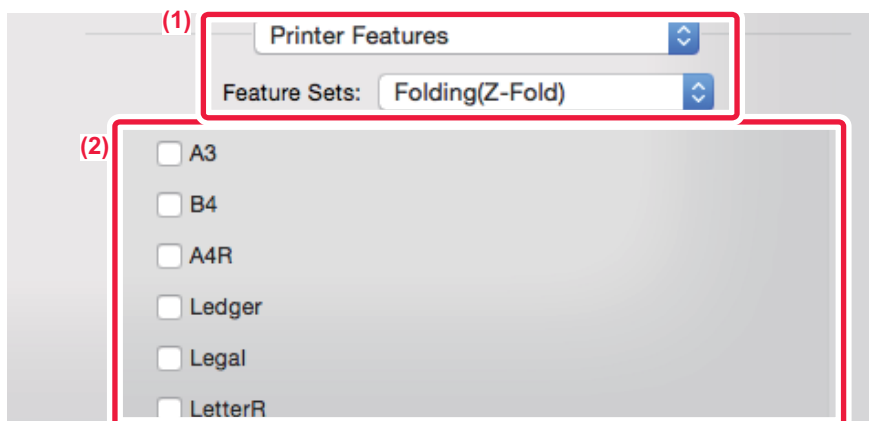 (1)
Printer Features
Feature Sets: Folding(Z-Fold)
(2)
A3
B4
A4R
Ledger
Legal
LetterR